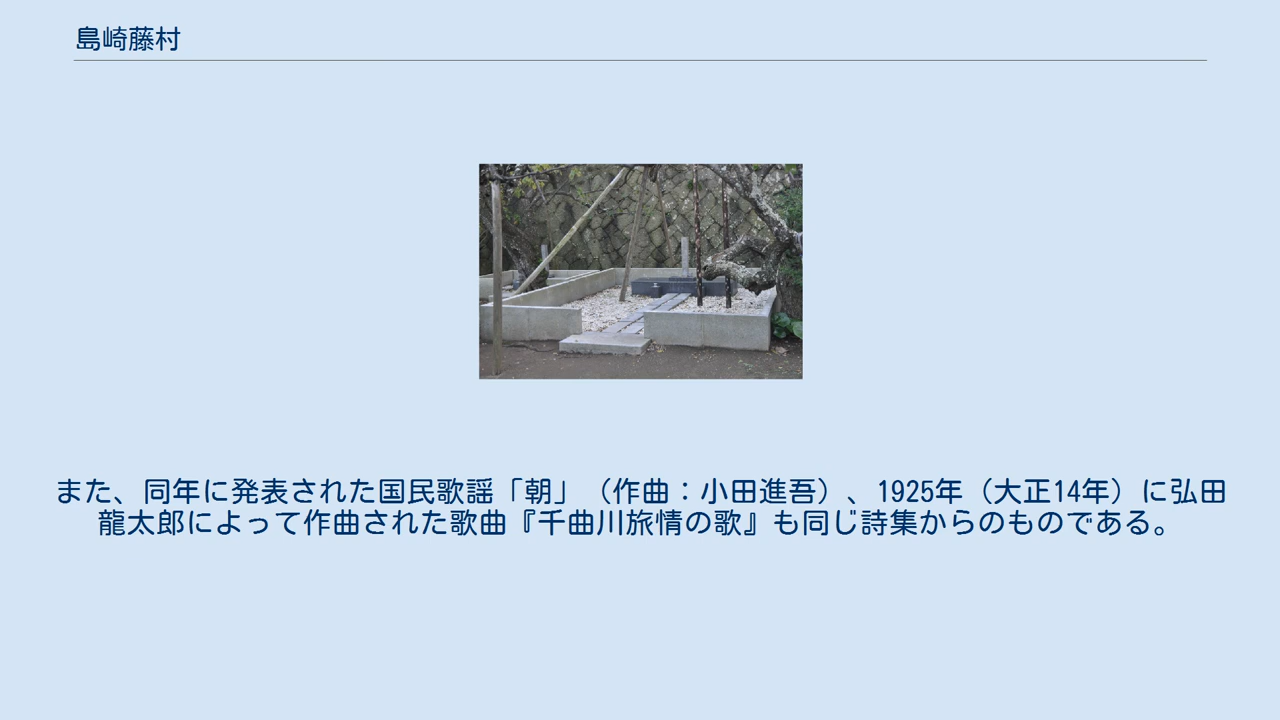 島崎藤村
また、同年に発表された国民歌謡「朝」（作曲：小田進吾）、1925年（大正14年）に弘田
龍太郎によって作曲された歌曲『千曲川旅情の歌』も同じ詩集からのものである。